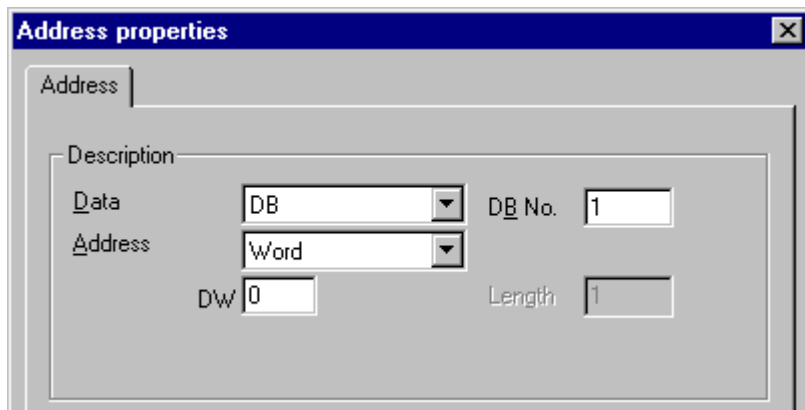 Address properties
Address
Description
Data DB DB No. 1
Address Word
DW 0 Length 1